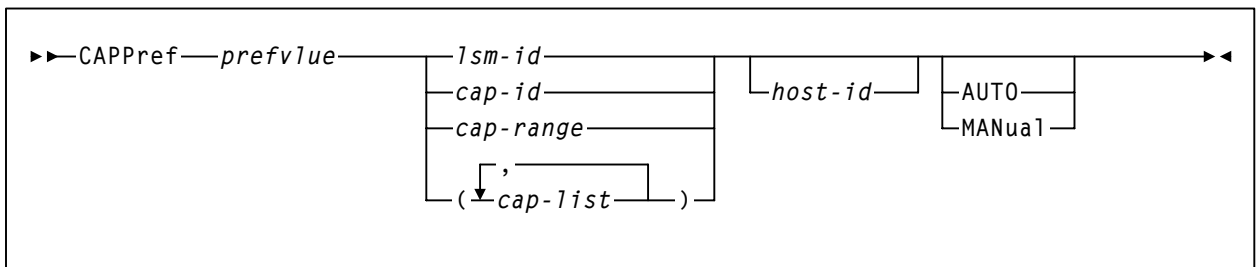 CAPPref prefvlue lsm-id
host-id AUTO
cap-id
MANual
cap-range
,
( cap-list )